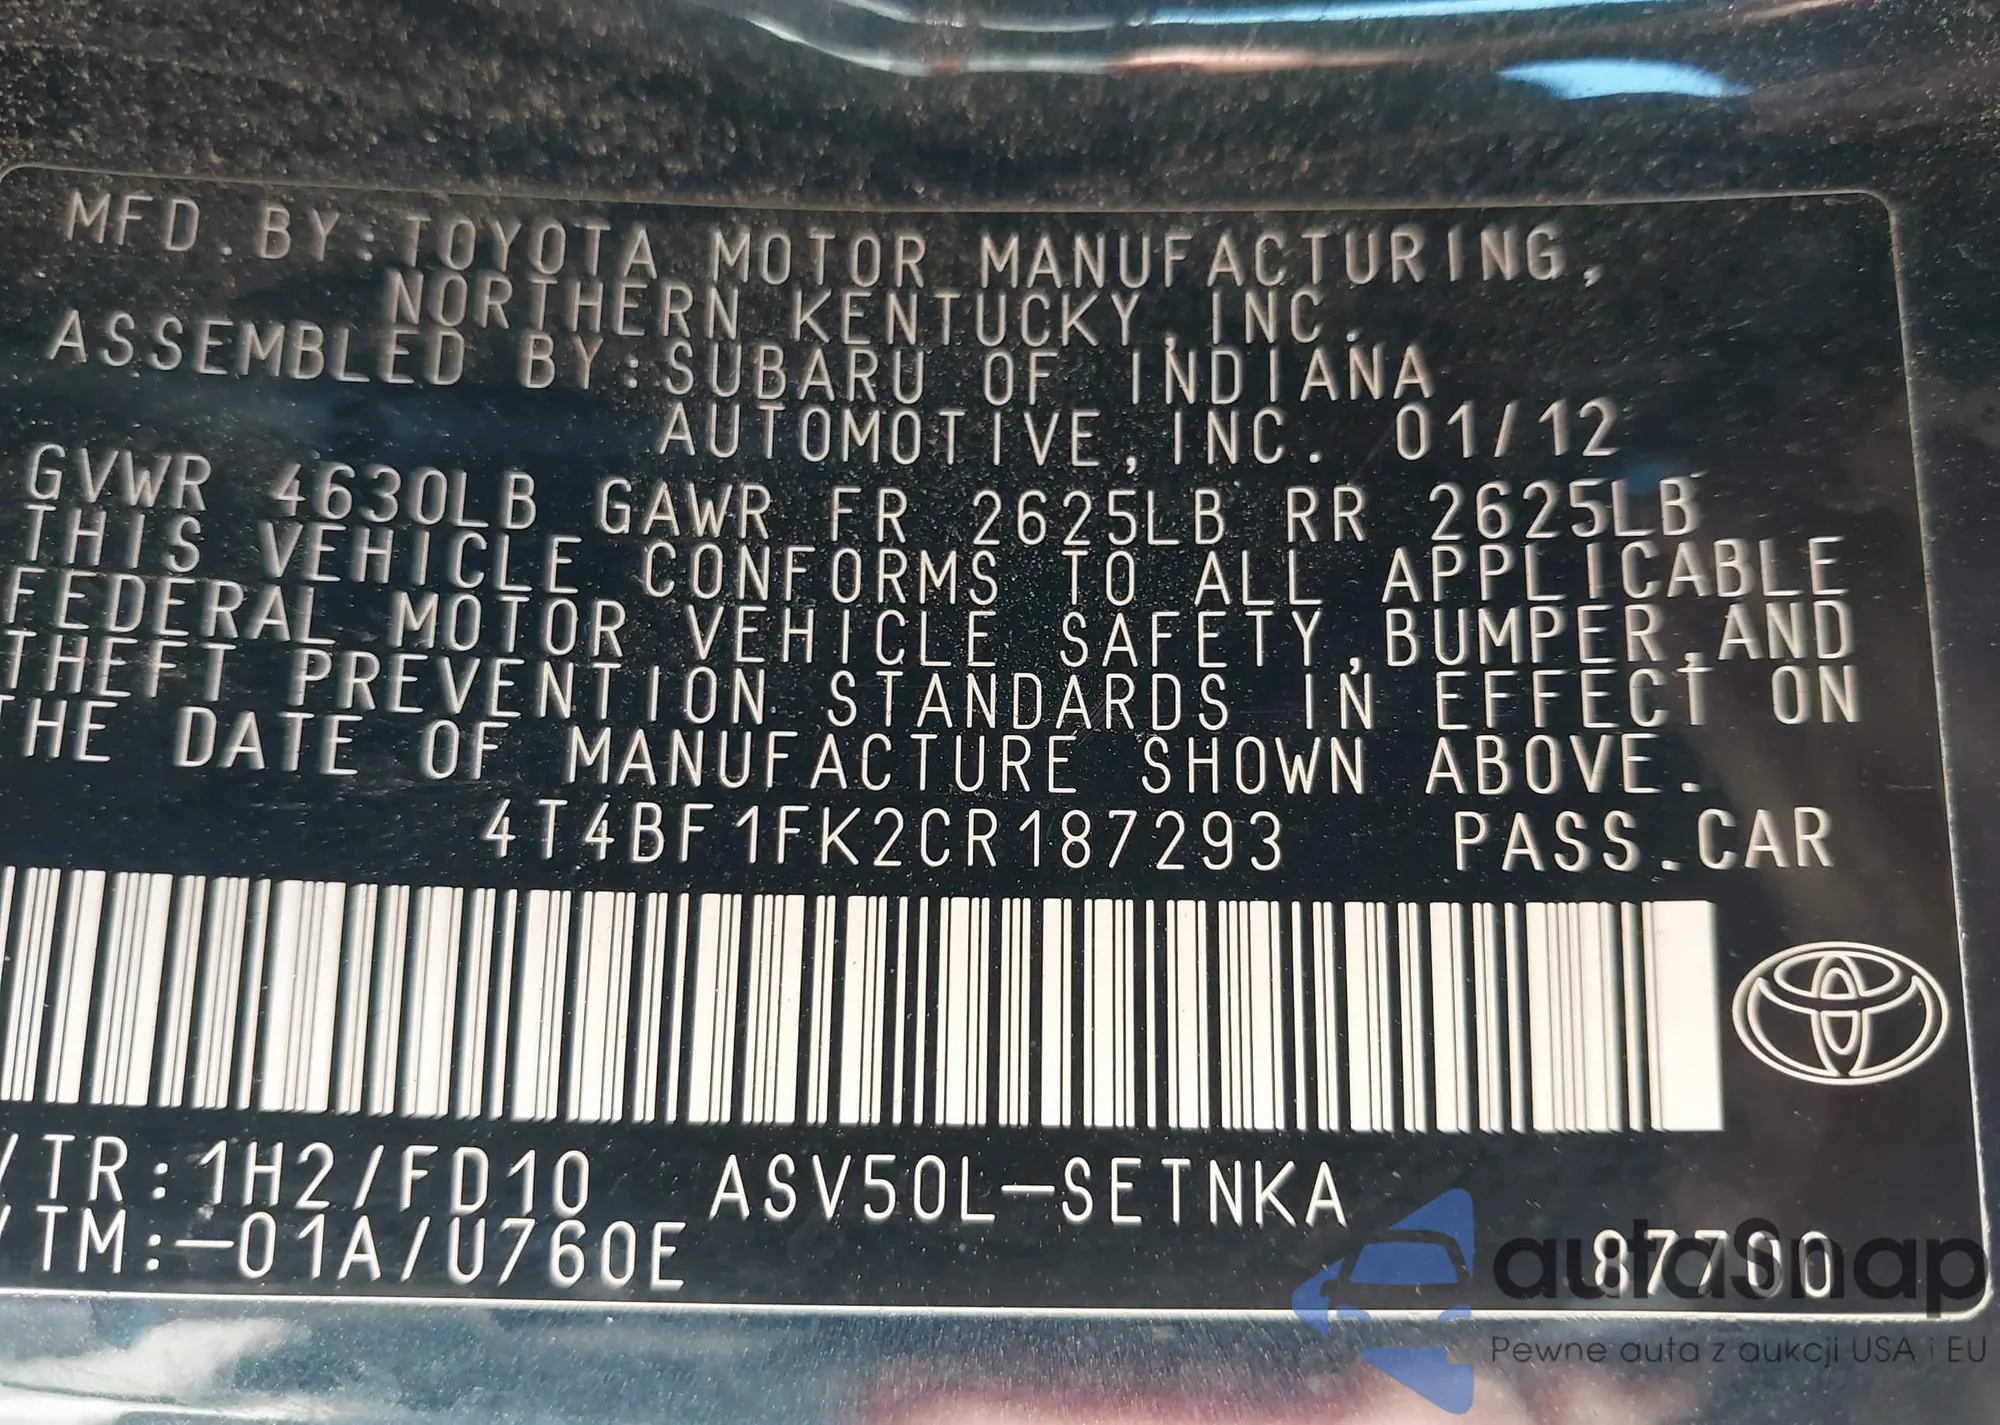 MFD.BY:TOYOTA MOTOR MANUFACTURING,
NORTHERN KENTUCKY,INC.
ASSEMBLED BY:SUBARU OF INDIANA
AUTOMOTIVE,INC. 01/12
GVWR 4630LB GAWR FR 2625LB RR 2625LB
THIS VEHICLE CONFORMS TO ALL APPLICABLE
FEDERAL MOTOR VEHICLE SAFETY,BUMPER,AND
THEFT PREVENTION STANDARDS IN EFFECT ON
THE DATE OF MANUFACTURE SHOWN ABOVE.
4T4BF1FK2CR187293 PASS.CAR
/TR:1H2/FD10 ASV50L-SETNKA
/TM:-01A/U760E 87700
autaSnap
Pewne auta z aukcji USA i EU